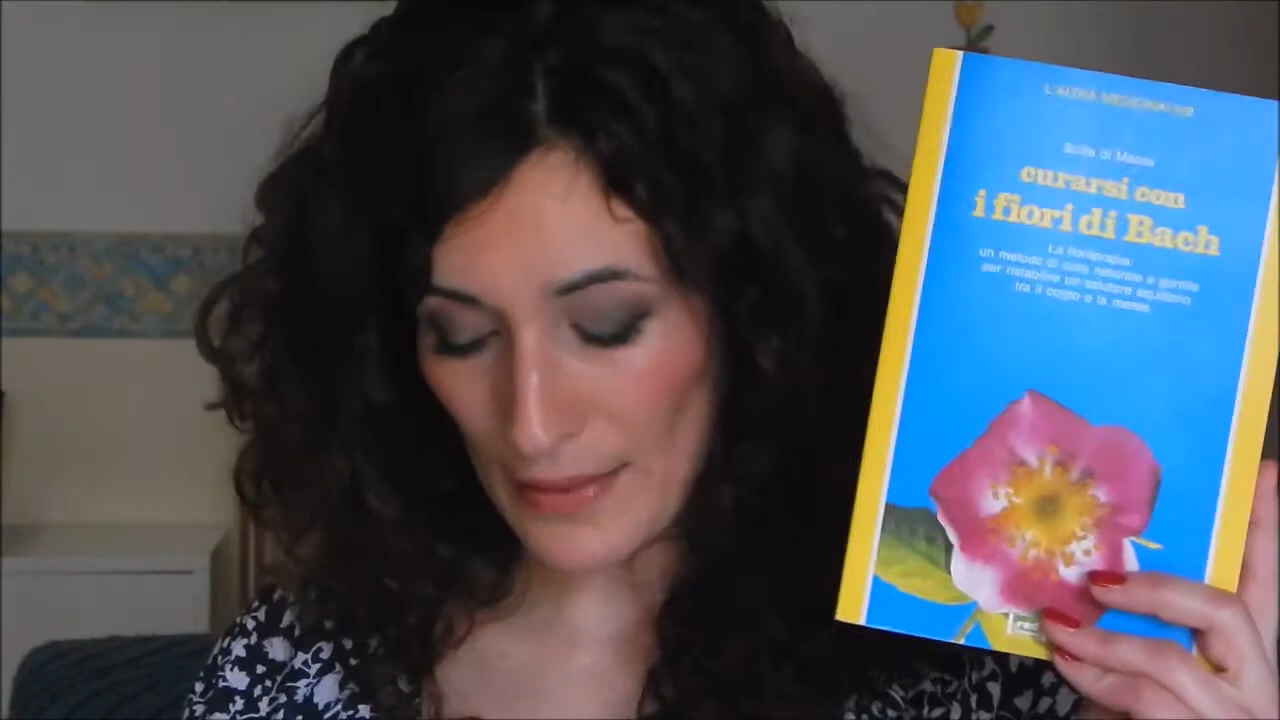 L'ALTRA MEDICINA
curarsi con
i fiori di Bach
La floriterapia:
un metodo di cura naturale e gentile
per ristabilire un salutare equilibrio
tra il corpo e la mente